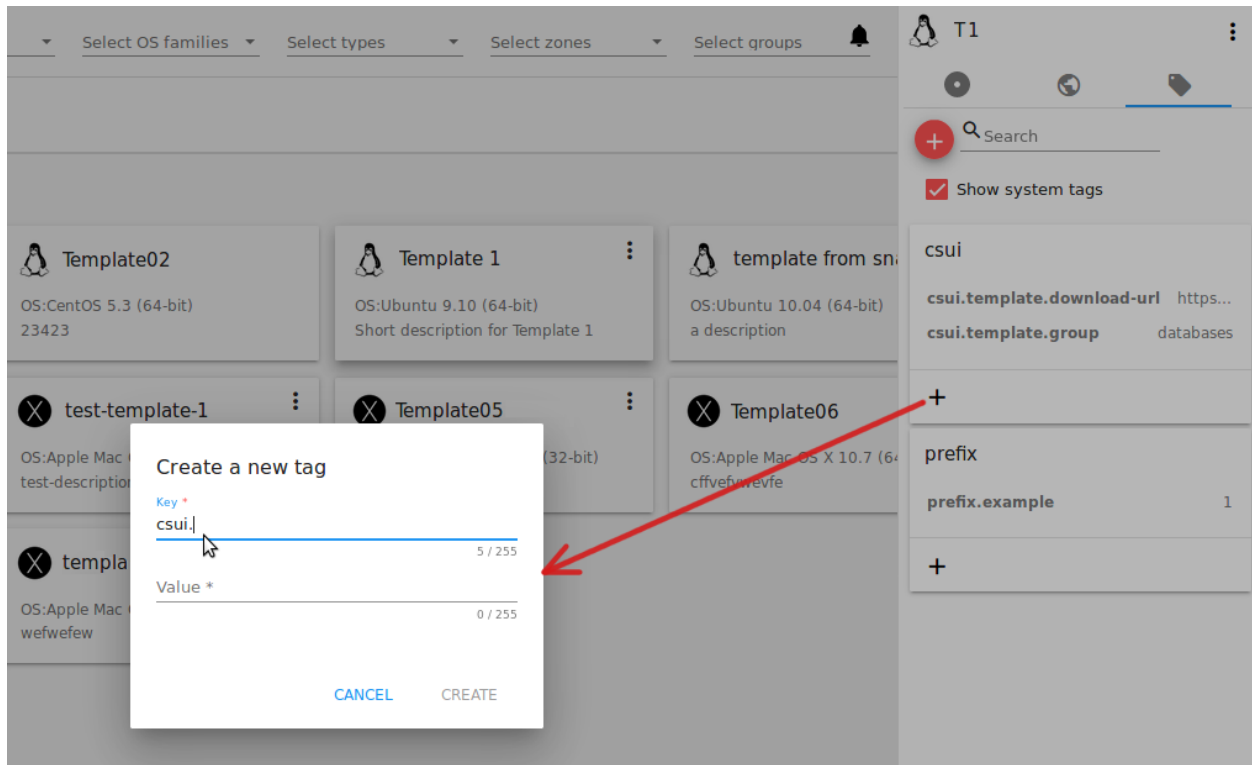 Select OS families
Select types
Select zones
Select groups
T1
Search
Show system tags
Template02
OS:CentOS 5.3 (64-bit)
23423
Template 1
OS:Ubuntu 9.10 (64-bit)
Short description for Template 1
template from sna
OS:Ubuntu 10.04 (64-bit)
a description
csui
csui.template.download-url https...
csui.template.group databases
test-template-1
OS:Apple Mac
test-description
Template05
(32-bit)
Template06
OS:Apple Mac OS X 10.7 (64
cffvefvwevfe
templa
OS:Apple Mac
wefwefew
Create a new tag
Key *
csui.
5 / 255
Value *
0 / 255
CANCEL
CREATE
prefix
prefix.example 1